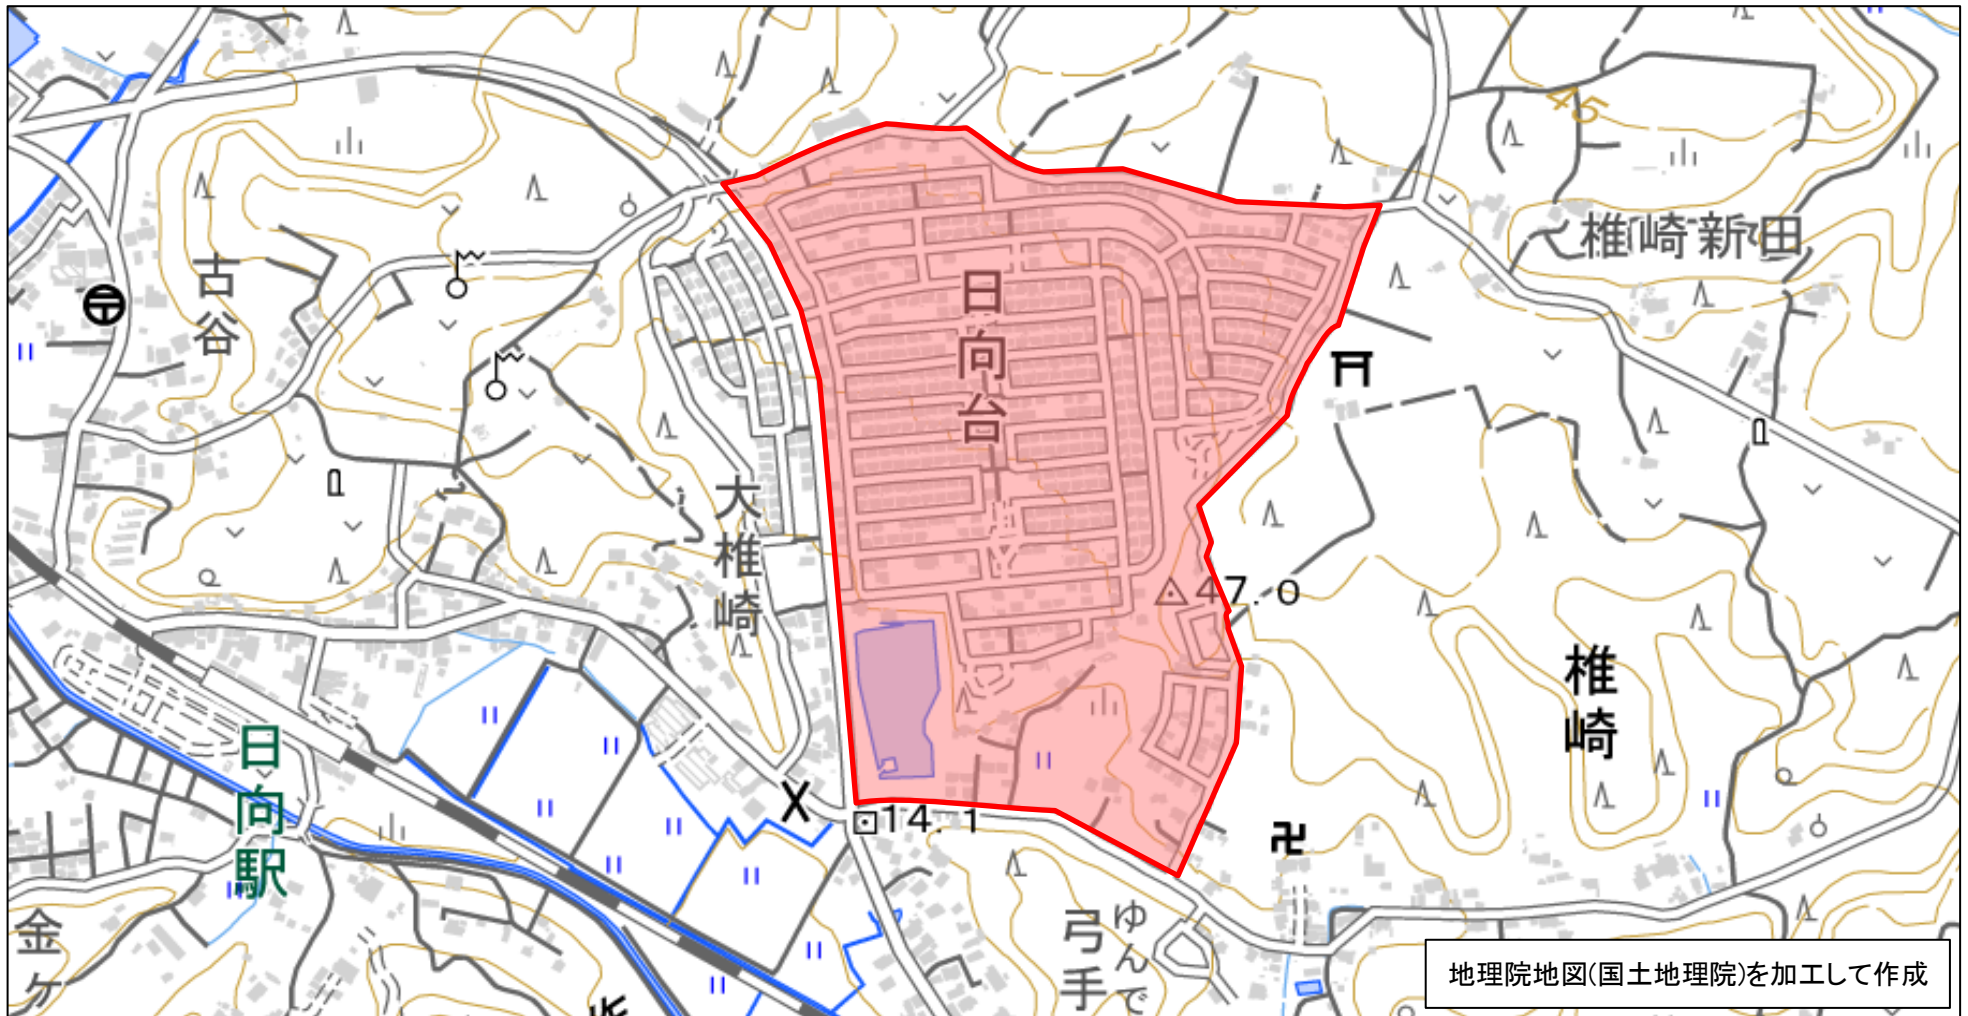 45
椎崎新田
古谷
日向台
大椎崎
47.0
椎崎
日向駅
14.1
金ケ
弓手
ゆんで
地理院地図(国土地理院)を加工して作成